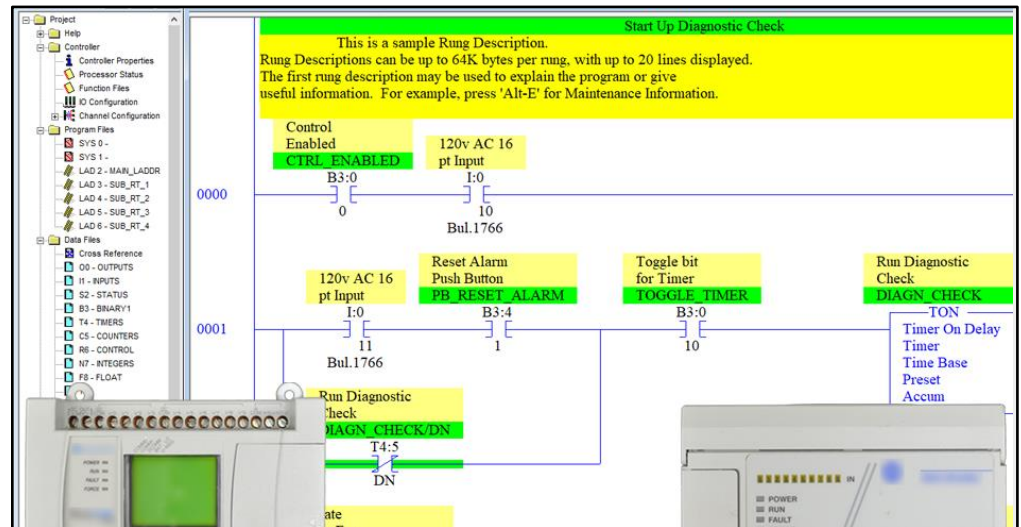 Project
Help
Controller
Controller Properties
Processor Status
Function Files
IO Configuration
Channel Configuration
Program Files
SYS 0 -
SYS 1 -
LAD 2 - MAIN_LADDR
LAD 3 - SUB_RT_1
LAD 4 - SUB_RT_2
LAD 5 - SUB_RT_3
LAD 6 - SUB_RT_4
Data Files
Cross Reference
O0 - OUTPUTS
I1 - INPUTS
S2 - STATUS
B3 - BINARY1
T4 - TIMERS
C5 - COUNTERS
R6 - CONTROL
N7 - INTEGERS
F8 - FLOAT
Start Up Diagnostic Check
This is a sample Rung Description.
Rung Descriptions can be up to 64K bytes per rung, with up to 20 lines displayed.
The first rung description may be used to explain the program or give
useful information. For example, press 'Alt-E' for Maintenance Information.
Control
Enabled
CTRL_ENABLED
B3:0
0
120v AC 16
pt Input
I:0
10
Bul.1766
0000
120v AC 16
pt Input
I:0
11
Bul.1766
Reset Alarm
Push Button
PB_RESET_ALARM
B3:4
1
Toggle bit
for Timer
TOGGLE_TIMER
B3:0
10
Run Diagnostic
Check
DIAGN_CHECK
TON
Timer On Delay
Timer
Time Base
Preset
Accum
0001
Run Diagnostic
Check
DIAGN_CHECK/DN
T4:5
DN
POWER
RUN
FAULT
FORCE
IN
POWER
RUN
FAULT